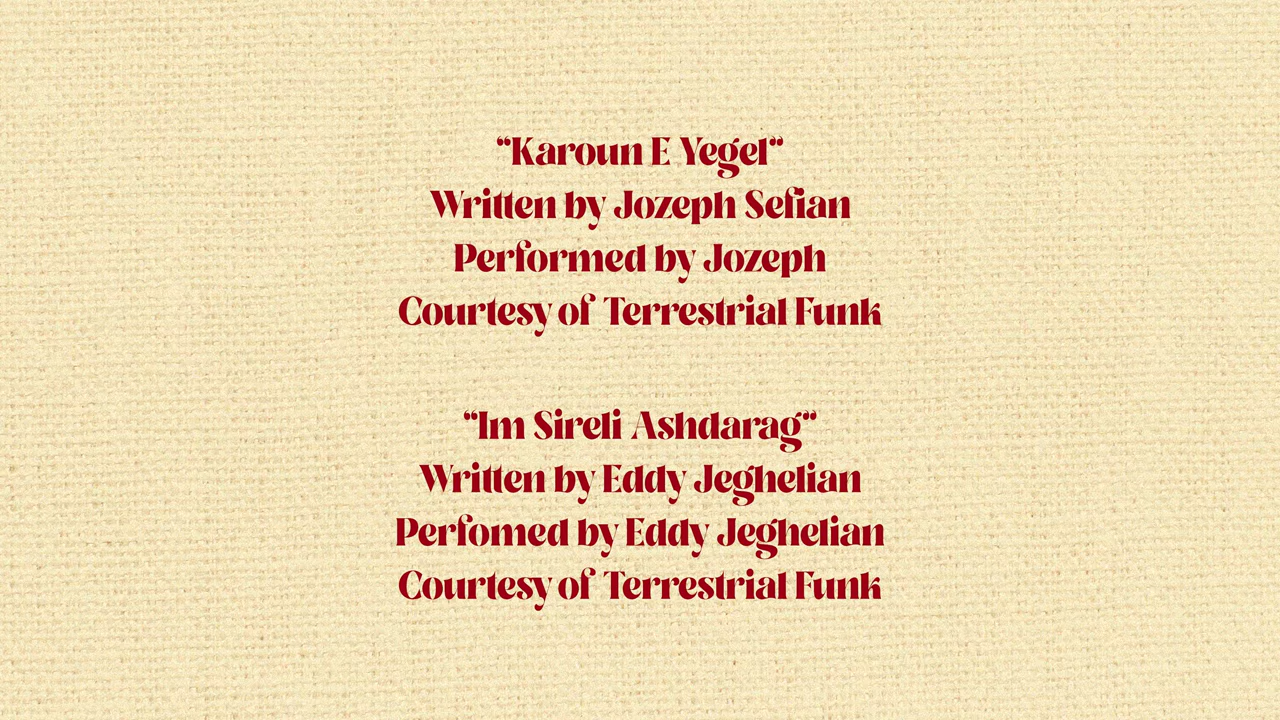 “Karoun E Yegel”
Written by Jozeph Sefian
Performed by Jozeph
Courtesy of Terrestrial Funk
“Im Sireli Ashdarag”
Written by Eddy Jeghelian
Perfomed by Eddy Jeghelian
Courtesy of Terrestrial Funk